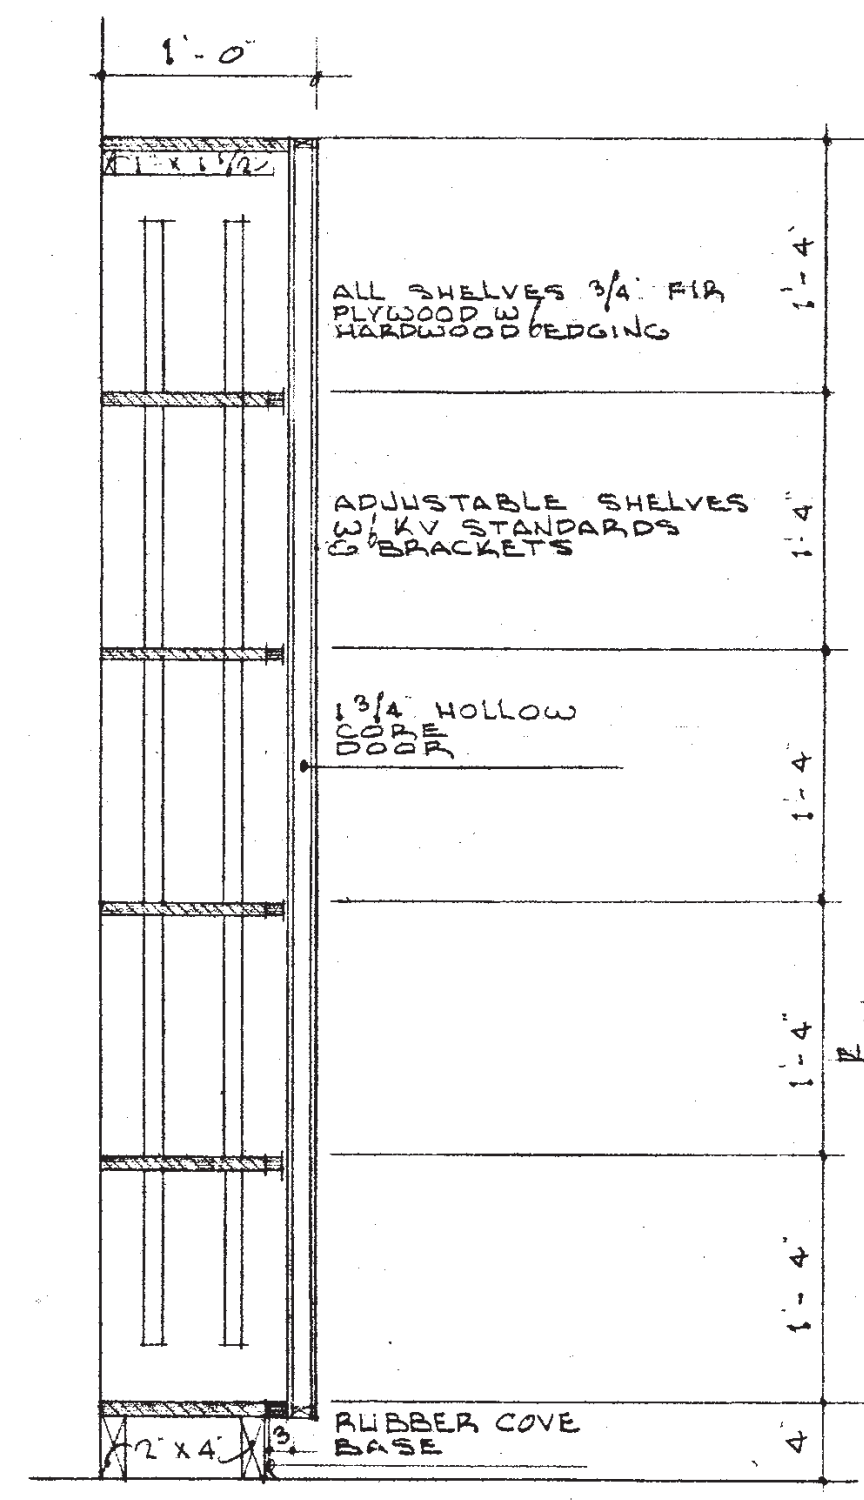 1'-0"
1" x 1 1/2"
1'-4"
ALL SHELVES 3/4" FIR
PLYWOOD W/
HARDWOOD EDGING
1'-4"
ADJUSTABLE SHELVES
W/ KV STANDARDS
& BRACKETS
1'-4"
1 3/4" HOLLOW
CORE
DOOR
1'-4"
1'-4"
2" x 4"
3"
RUBBER COVE
BASE
4"